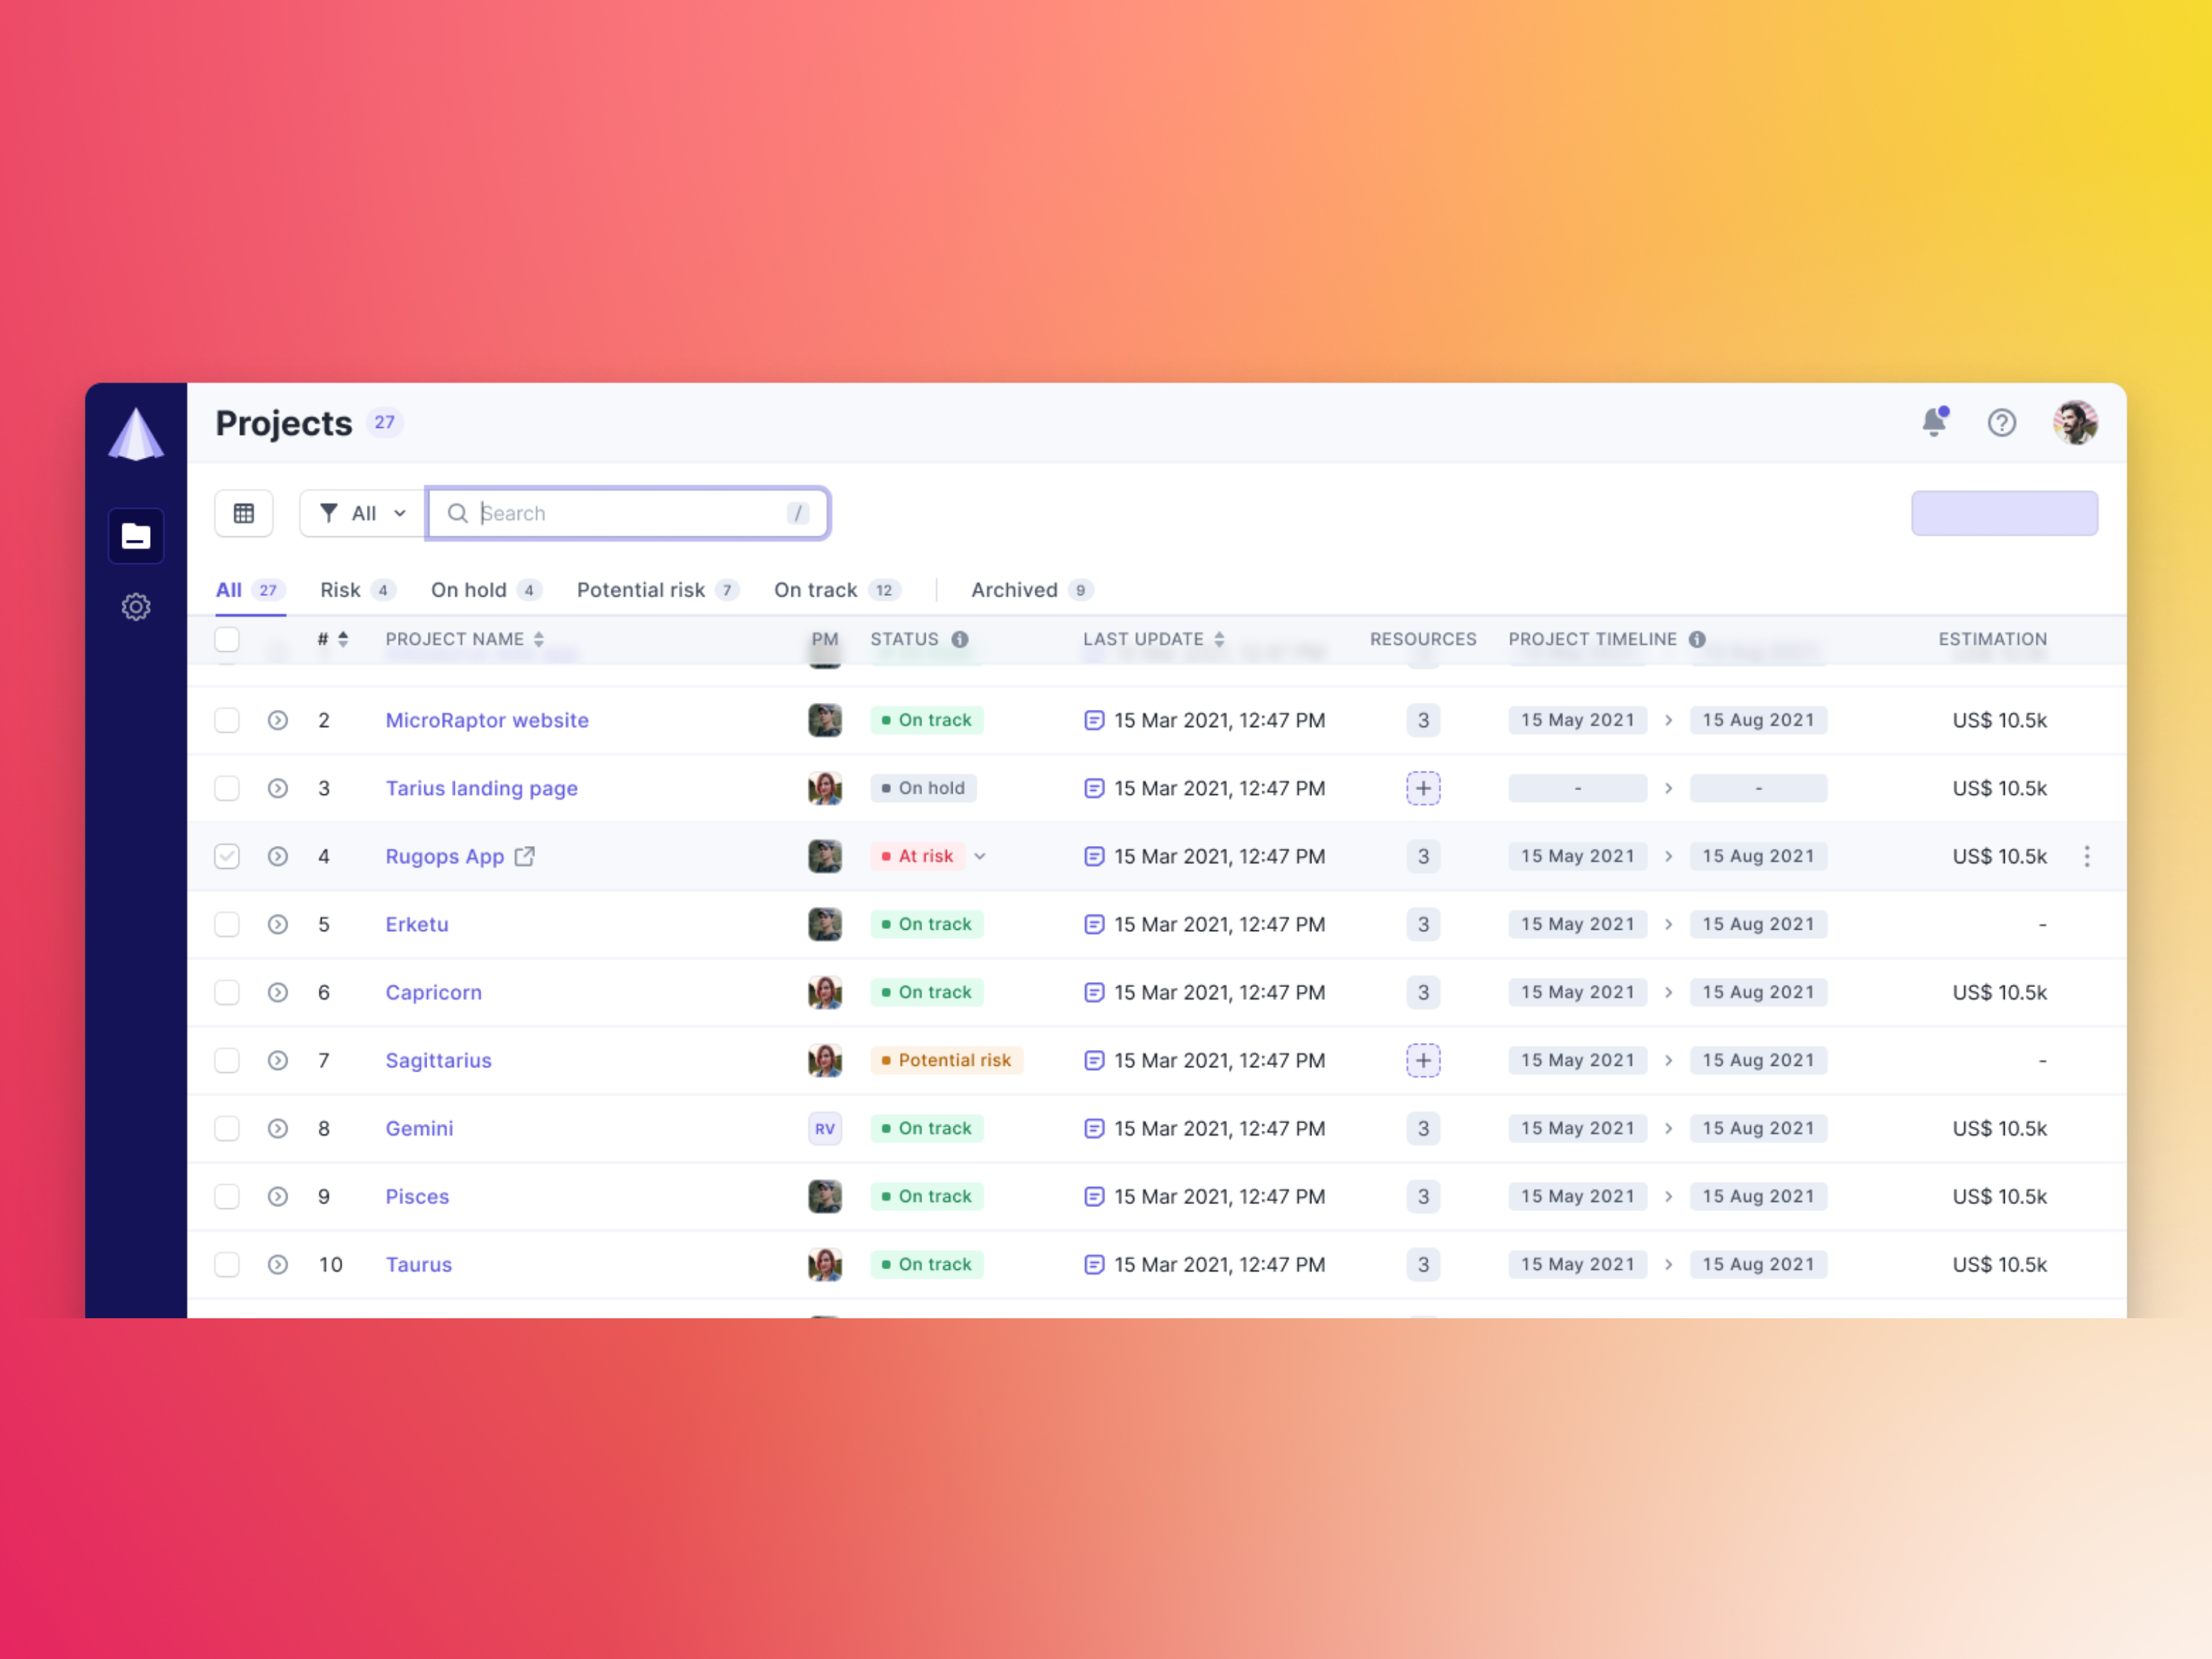 Projects 27
All Search /
All 27 Risk 4 On hold 4 Potential risk 7 On track 12 Archived 9
# PROJECT NAME PM STATUS LAST UPDATE RESOURCES PROJECT TIMELINE ESTIMATION
2 MicroRaptor website On track 15 Mar 2021, 12:47 PM 3 15 May 2021 > 15 Aug 2021 US$ 10.5k
3 Tarius landing page On hold 15 Mar 2021, 12:47 PM + - > - US$ 10.5k
4 Rugops App At risk 15 Mar 2021, 12:47 PM 3 15 May 2021 > 15 Aug 2021 US$ 10.5k
5 Erketu On track 15 Mar 2021, 12:47 PM 3 15 May 2021 > 15 Aug 2021 -
6 Capricorn On track 15 Mar 2021, 12:47 PM 3 15 May 2021 > 15 Aug 2021 US$ 10.5k
7 Sagittarius Potential risk 15 Mar 2021, 12:47 PM + 15 May 2021 > 15 Aug 2021 -
8 Gemini RV On track 15 Mar 2021, 12:47 PM 3 15 May 2021 > 15 Aug 2021 US$ 10.5k
9 Pisces On track 15 Mar 2021, 12:47 PM 3 15 May 2021 > 15 Aug 2021 US$ 10.5k
10 Taurus On track 15 Mar 2021, 12:47 PM 3 15 May 2021 > 15 Aug 2021 US$ 10.5k